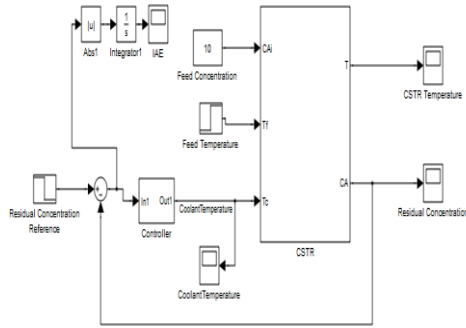 |u|
1
s
Abs1
Integrator1
IAE
10
Feed Concentration
CAi
T
CSTR Temperature
Tf
Feed Temperature
CA
Residual Concentration
Residual Concentration
Reference
In1
Out1
Controller
CoolantTemperature
Tc
CSTR
CoolantTemperature